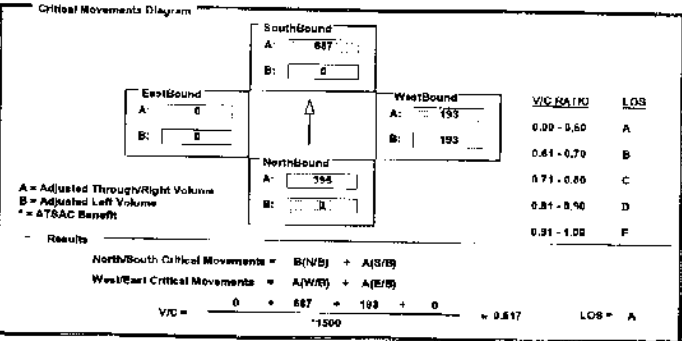 Critical Movements Diagram
SouthBound
A: 687
B: 0
EastBound
A: 0
B: 0
WestBound
A: 193
B: 193
NorthBound
A: 396
B: 0
V/C RATIO LOS
0.00 - 0.60 A
0.61 - 0.70 B
0.71 - 0.80 C
0.81 - 0.90 D
0.91 - 1.00
A = Adjusted Through/Right Volume
B = Adjusted Left Volume
* = ATSAC Benefit
Results
North/South Critical Movements = B(N/B) + A(S/B)
West/East Critical Movements = A(W/B) + A(E/B)
V/C = 0 + 687 + 193 + 0 = 0.517 LOS = A
*1500